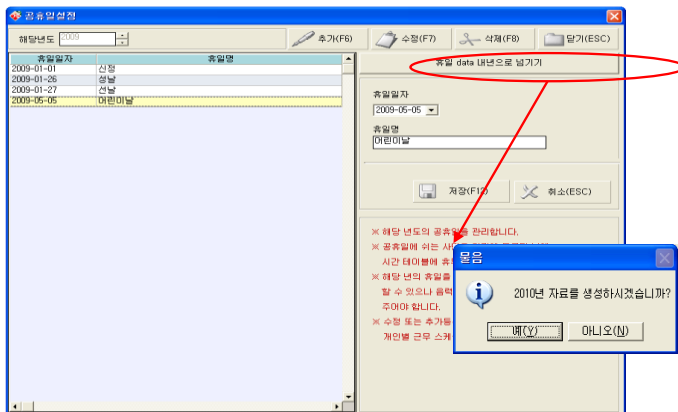 공휴일설정
해당년도 2009
추가(F6) 수정(F7) 삭제(F8) 닫기(ESC)
휴일일자 휴일명
2009-01-01 신정
2009-01-26 설날
2009-01-27 선날
2009-05-05 어린이날
휴일 data 내년으로 넘기기
휴일일자
2009-05-05
휴일명
어린이날
저장(F12) 취소(ESC)
※ 해당 년도의 공휴일을 관리합니다.
※ 공휴일에 쉬는
시간 테이블에
※ 해당 년의 휴일을
할 수 있으나 음력
주어야 합니다.
※ 수정 또는 추가
개인별 근무 스케
물음
2010년 자료를 생성하시겠습니까?
예(Y) 아니오(N)